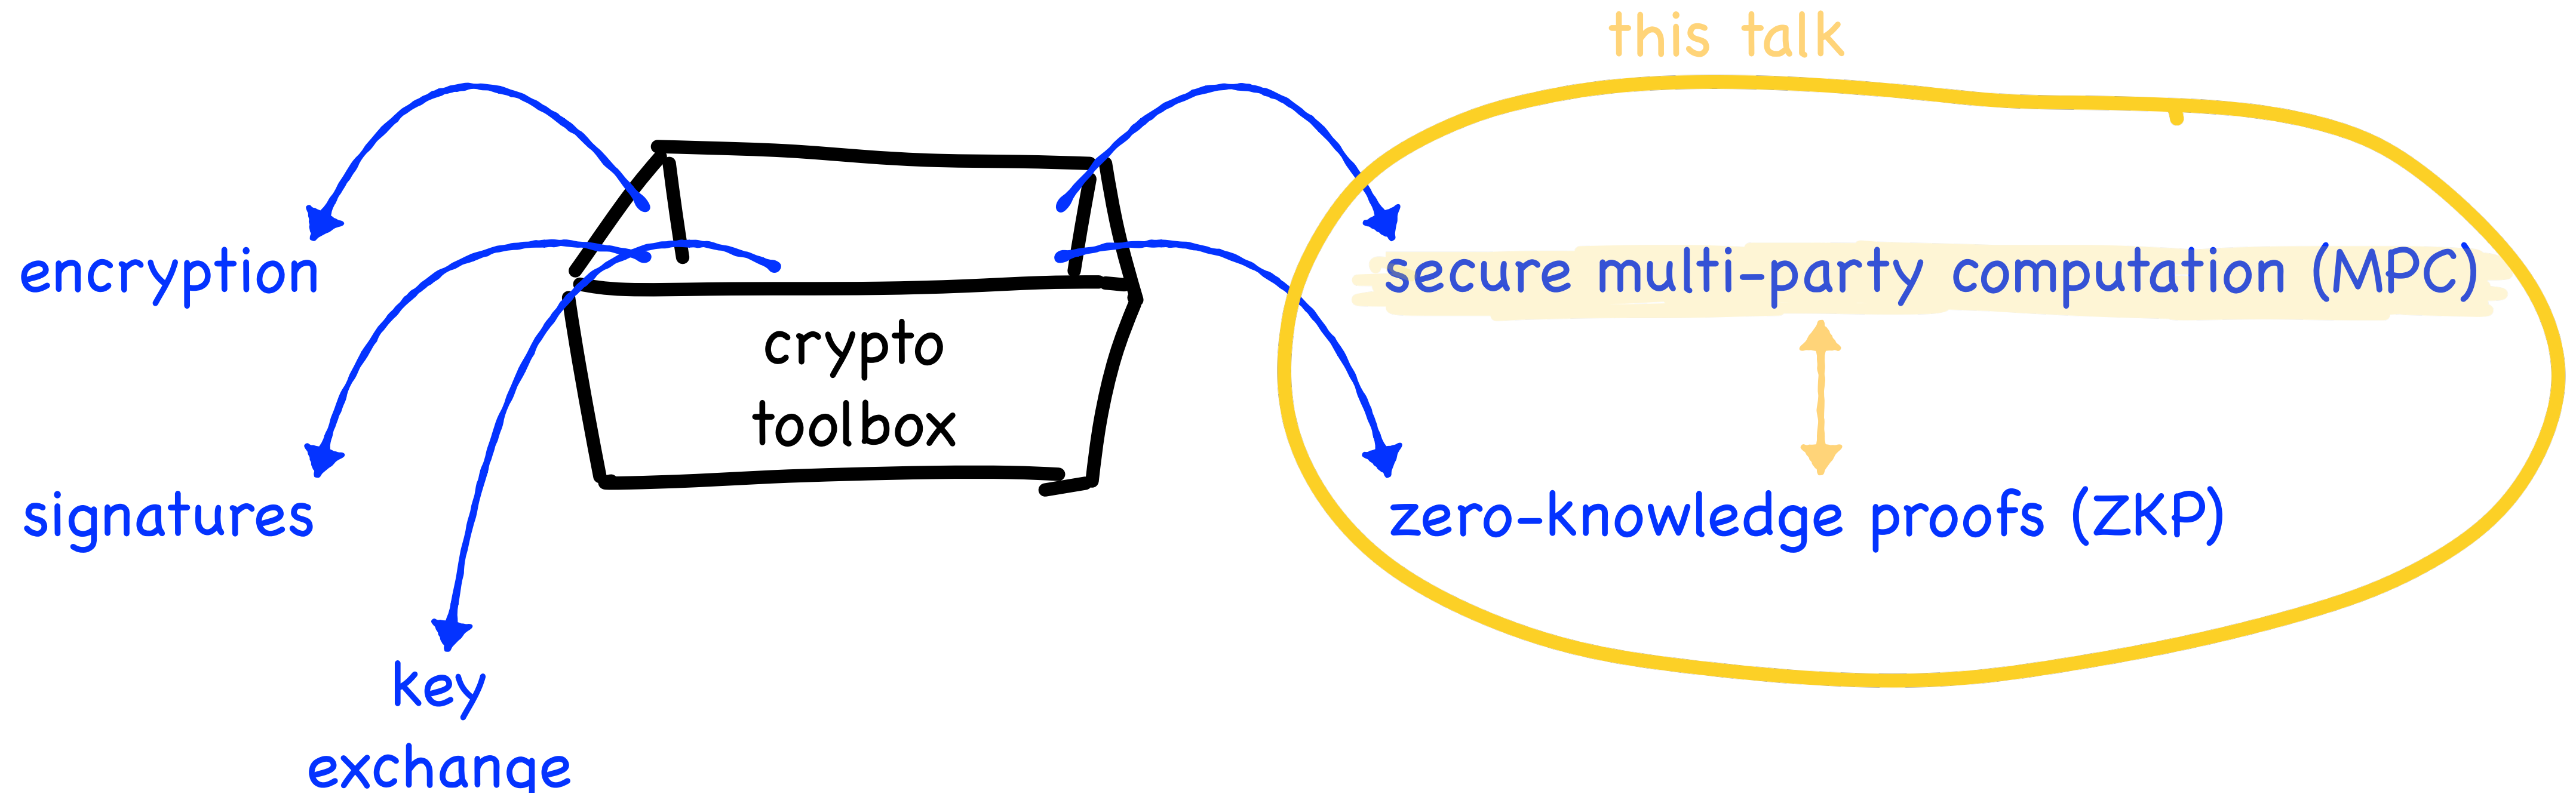 this talk
encryption
signatures
key
exchange
crypto
toolbox
secure multi-party computation (MPC)
zero-knowledge proofs (ZKP)